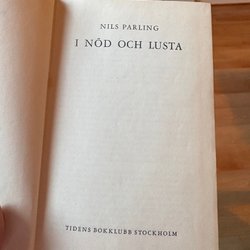 NILS PARLING
I NÖD OCH LUSTA
TIDENS BOKKLUBB STOCKHOLM